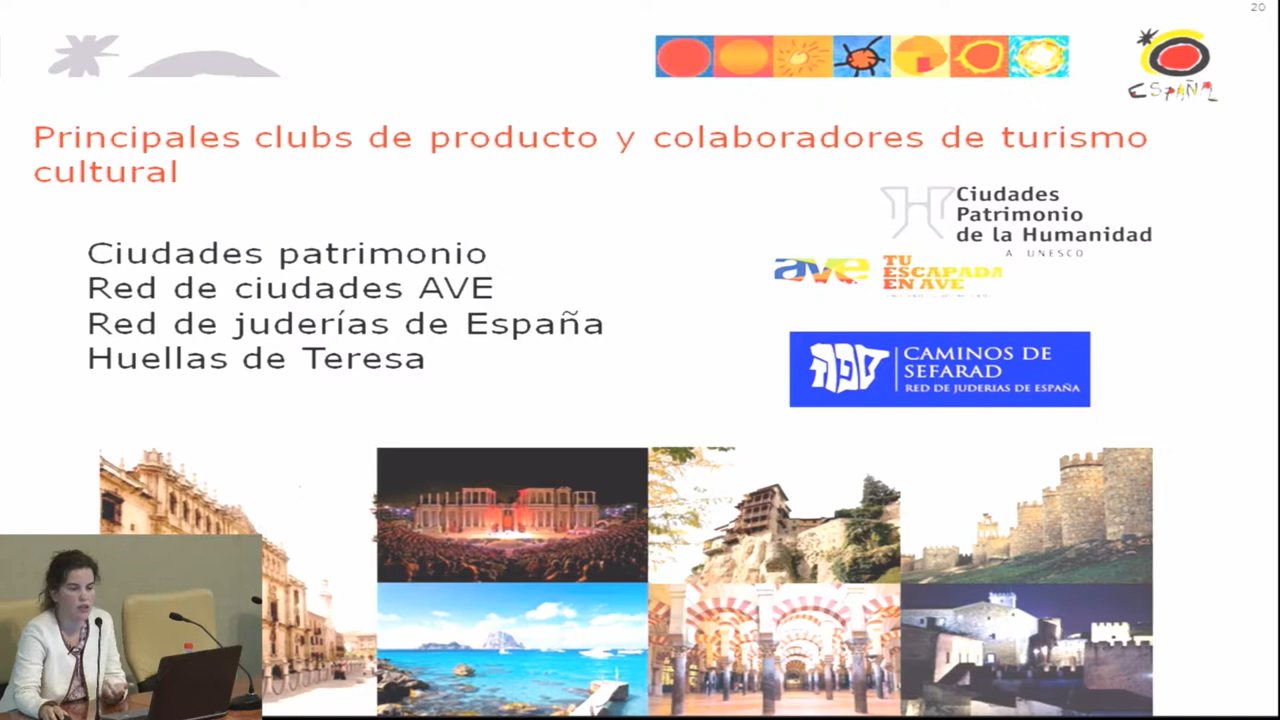 20
ESPAÑA
Principales clubs de producto y colaboradores de turismo
cultural
Ciudades
Patrimonio
de la Humanidad
A UNESCO
Ciudades patrimonio
Red de ciudades AVE
Red de juderías de España
Huellas de Teresa
ave
TU
ESCAPADA
EN AVE
CAMINOS DE
SEFARAD
RED DE JUDERIAS DE ESPAÑA